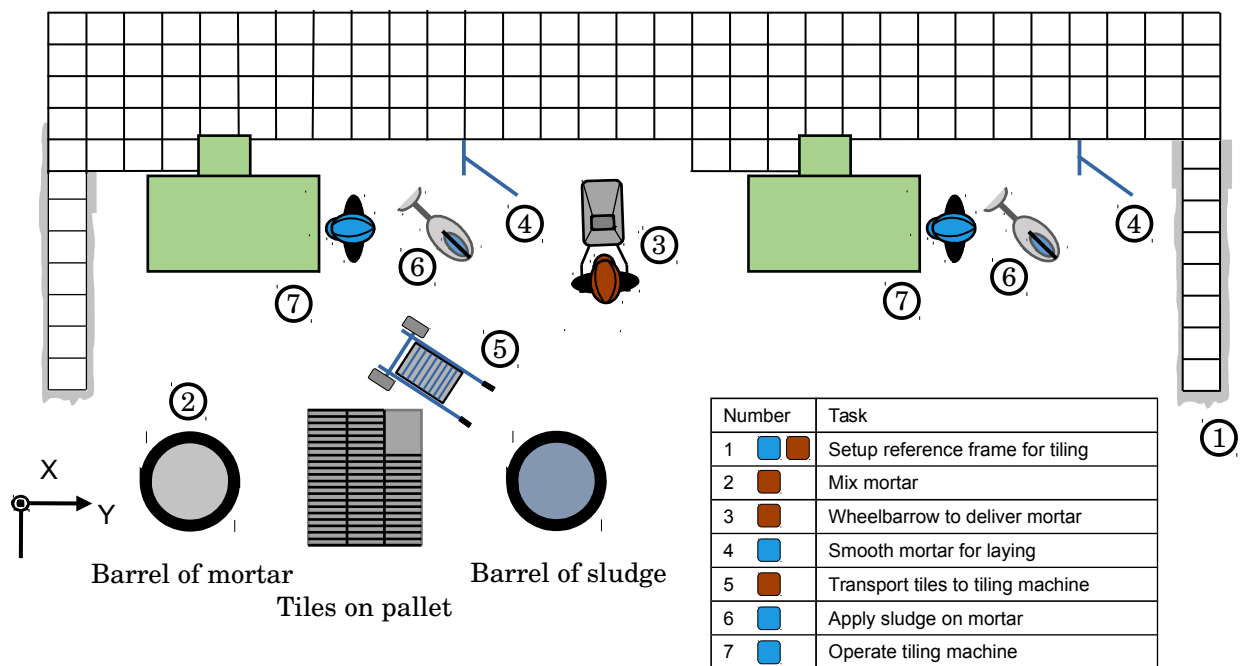 4
4
3
6
6
7
7
5
2
1
X
Y
Barrel of mortar
Tiles on pallet
Barrel of sludge
Number Task
1 Setup reference frame for tiling
2 Mix mortar
3 Wheelbarrow to deliver mortar
4 Smooth mortar for laying
5 Transport tiles to tiling machine
6 Apply sludge on mortar
7 Operate tiling machine